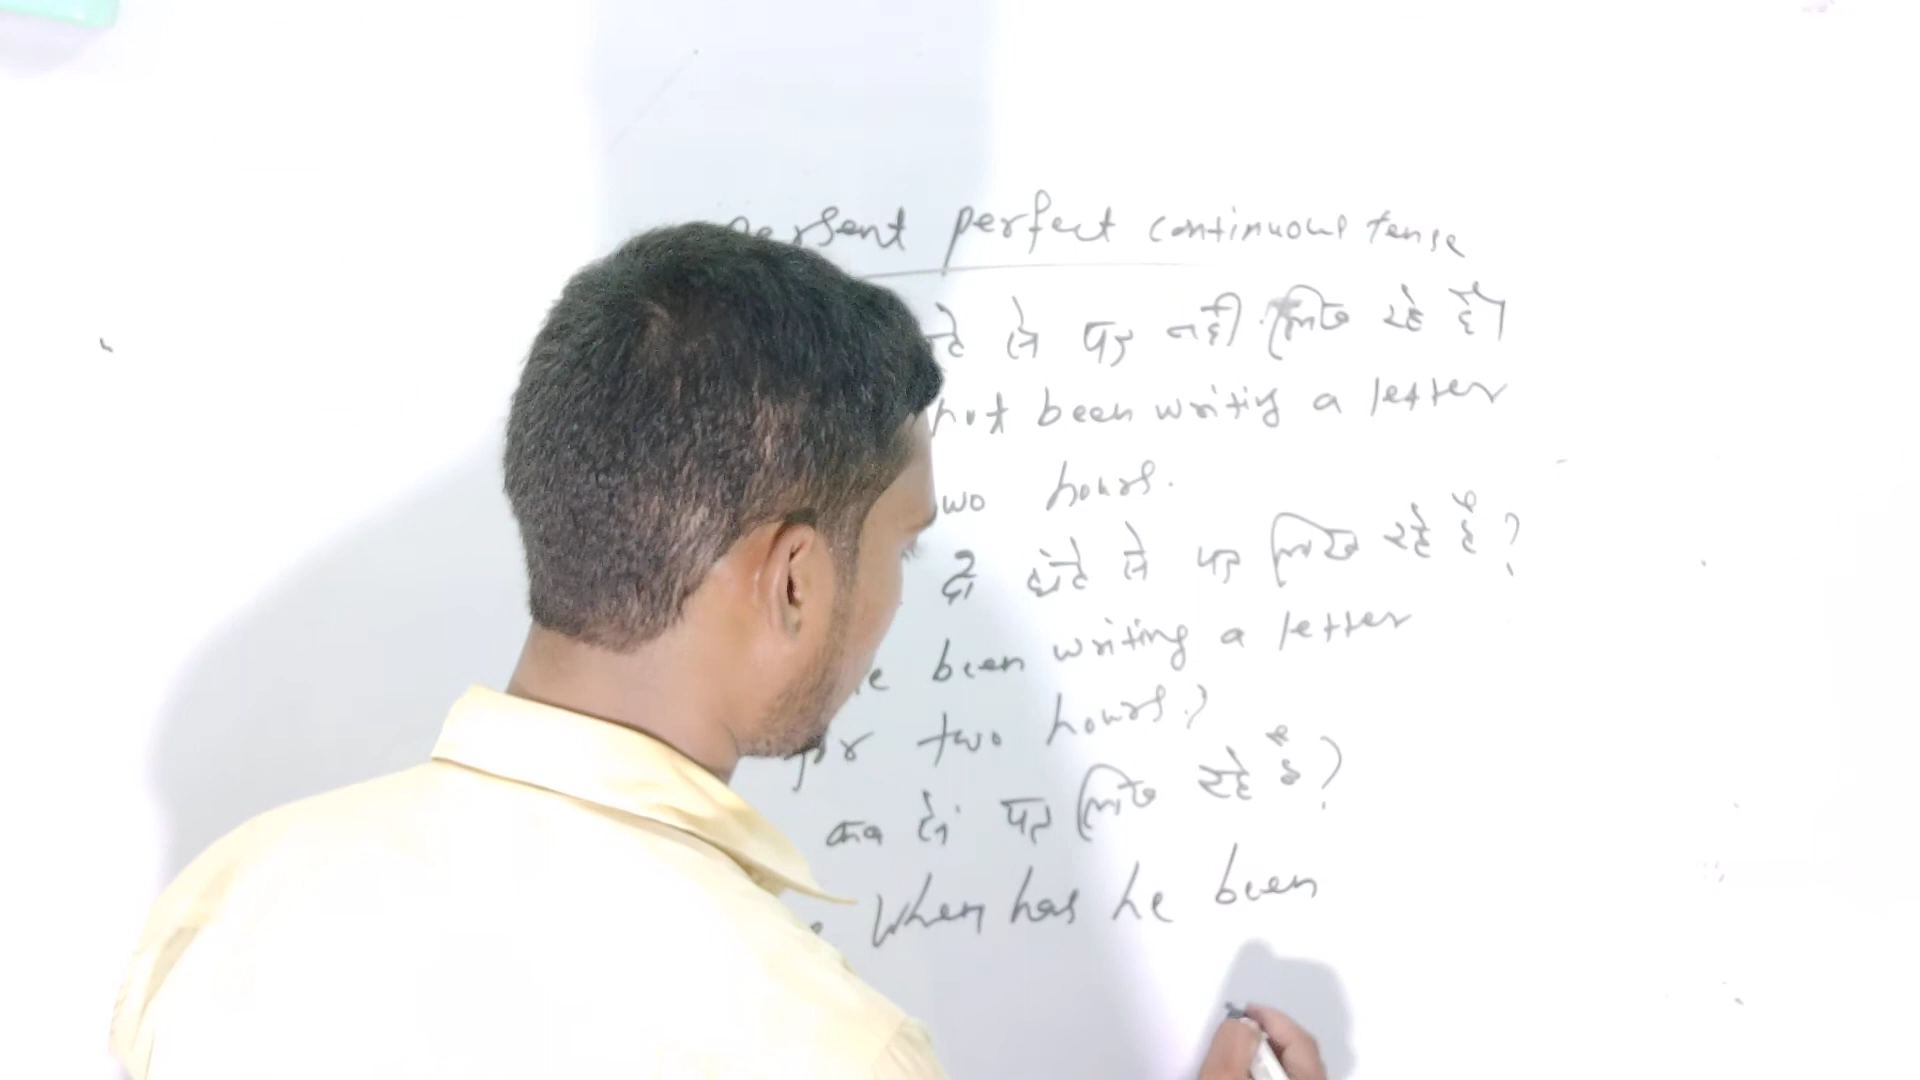 persent perfect continuous tense
से पत्र नहीं लिख रहे हैं।
not been writing a letter
two hours.
दो घंटे से पत्र लिख रहे हैं?
been writing a letter
for two hours?
कब से पत्र लिख रहे हैं?
When has he been